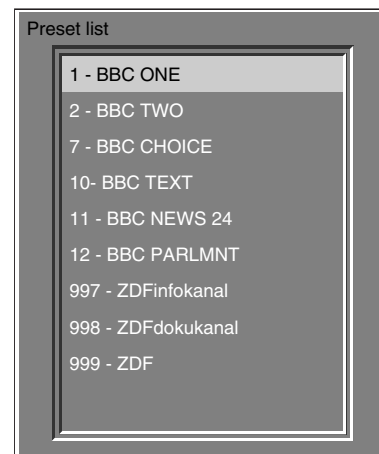 Preset list
1 - BBC ONE
2 - BBC TWO
7 - BBC CHOICE
10- BBC TEXT
11 - BBC NEWS 24
12 - BBC PARLMNT
997 - ZDFinfokanal
998 - ZDFdokukanal
999 - ZDF